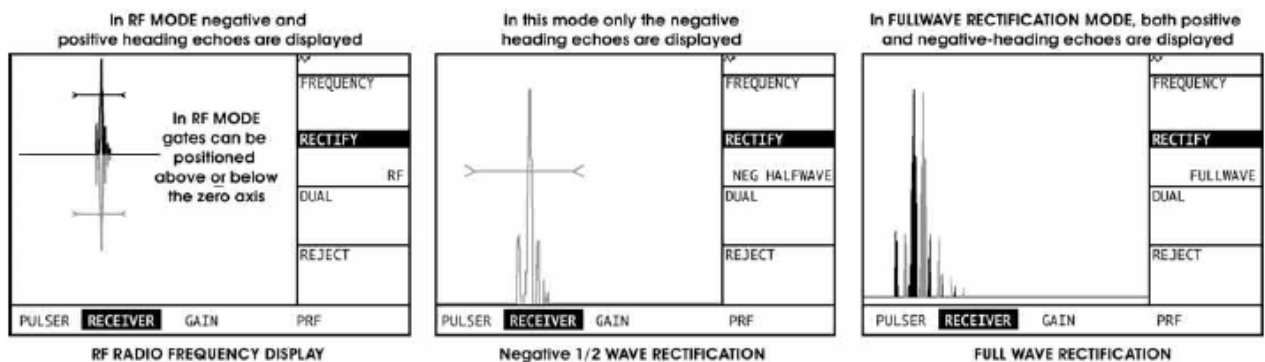 In RF MODE negative and
positive heading echoes are displayed
In RF MODE
gates can be
positioned
above or below
the zero axis
FREQUENCY
RECTIFY
RF
DUAL
REJECT
PULSER RECEIVER GAIN PRF
RF RADIO FREQUENCY DISPLAY
In this mode only the negative
heading echoes are displayed
FREQUENCY
RECTIFY
NEG HALFWAVE
DUAL
REJECT
PULSER RECEIVER GAIN PRF
Negative 1/2 WAVE RECTIFICATION
In FULLWAVE RECTIFICATION MODE, both positive
and negative-heading echoes are displayed
FREQUENCY
RECTIFY
FULLWAVE
DUAL
REJECT
PULSER RECEIVER GAIN PRF
FULL WAVE RECTIFICATION